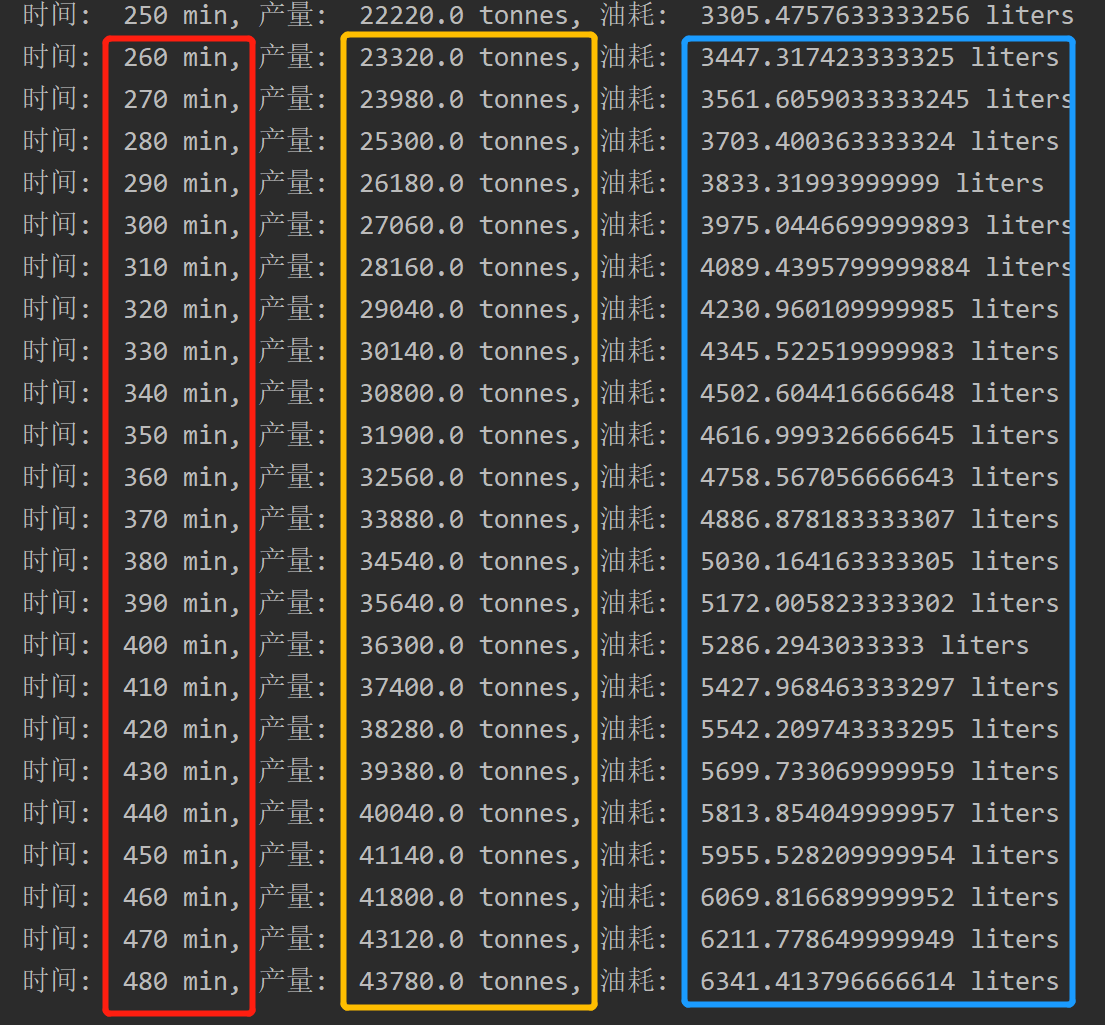 时间: 250 min, 产量: 22220.0 tonnes, 油耗: 3305.4757633333256 liters
时间: 260 min, 产量: 23320.0 tonnes, 油耗: 3447.317423333325 liters
时间: 270 min, 产量: 23980.0 tonnes, 油耗: 3561.6059033333245 liters
时间: 280 min, 产量: 25300.0 tonnes, 油耗: 3703.400363333324 liters
时间: 290 min, 产量: 26180.0 tonnes, 油耗: 3833.31993999999 liters
时间: 300 min, 产量: 27060.0 tonnes, 油耗: 3975.0446699999893 liters
时间: 310 min, 产量: 28160.0 tonnes, 油耗: 4089.4395799999884 liters
时间: 320 min, 产量: 29040.0 tonnes, 油耗: 4230.960109999985 liters
时间: 330 min, 产量: 30140.0 tonnes, 油耗: 4345.522519999983 liters
时间: 340 min, 产量: 30800.0 tonnes, 油耗: 4502.604416666648 liters
时间: 350 min, 产量: 31900.0 tonnes, 油耗: 4616.999326666645 liters
时间: 360 min, 产量: 32560.0 tonnes, 油耗: 4758.567056666643 liters
时间: 370 min, 产量: 33880.0 tonnes, 油耗: 4886.878183333307 liters
时间: 380 min, 产量: 34540.0 tonnes, 油耗: 5030.164163333305 liters
时间: 390 min, 产量: 35640.0 tonnes, 油耗: 5172.005823333302 liters
时间: 400 min, 产量: 36300.0 tonnes, 油耗: 5286.2943033333 liters
时间: 410 min, 产量: 37400.0 tonnes, 油耗: 5427.968463333297 liters
时间: 420 min, 产量: 38280.0 tonnes, 油耗: 5542.209743333295 liters
时间: 430 min, 产量: 39380.0 tonnes, 油耗: 5699.733069999959 liters
时间: 440 min, 产量: 40040.0 tonnes, 油耗: 5813.854049999957 liters
时间: 450 min, 产量: 41140.0 tonnes, 油耗: 5955.528209999954 liters
时间: 460 min, 产量: 41800.0 tonnes, 油耗: 6069.816689999952 liters
时间: 470 min, 产量: 43120.0 tonnes, 油耗: 6211.778649999949 liters
时间: 480 min, 产量: 43780.0 tonnes, 油耗: 6341.413796666614 liters